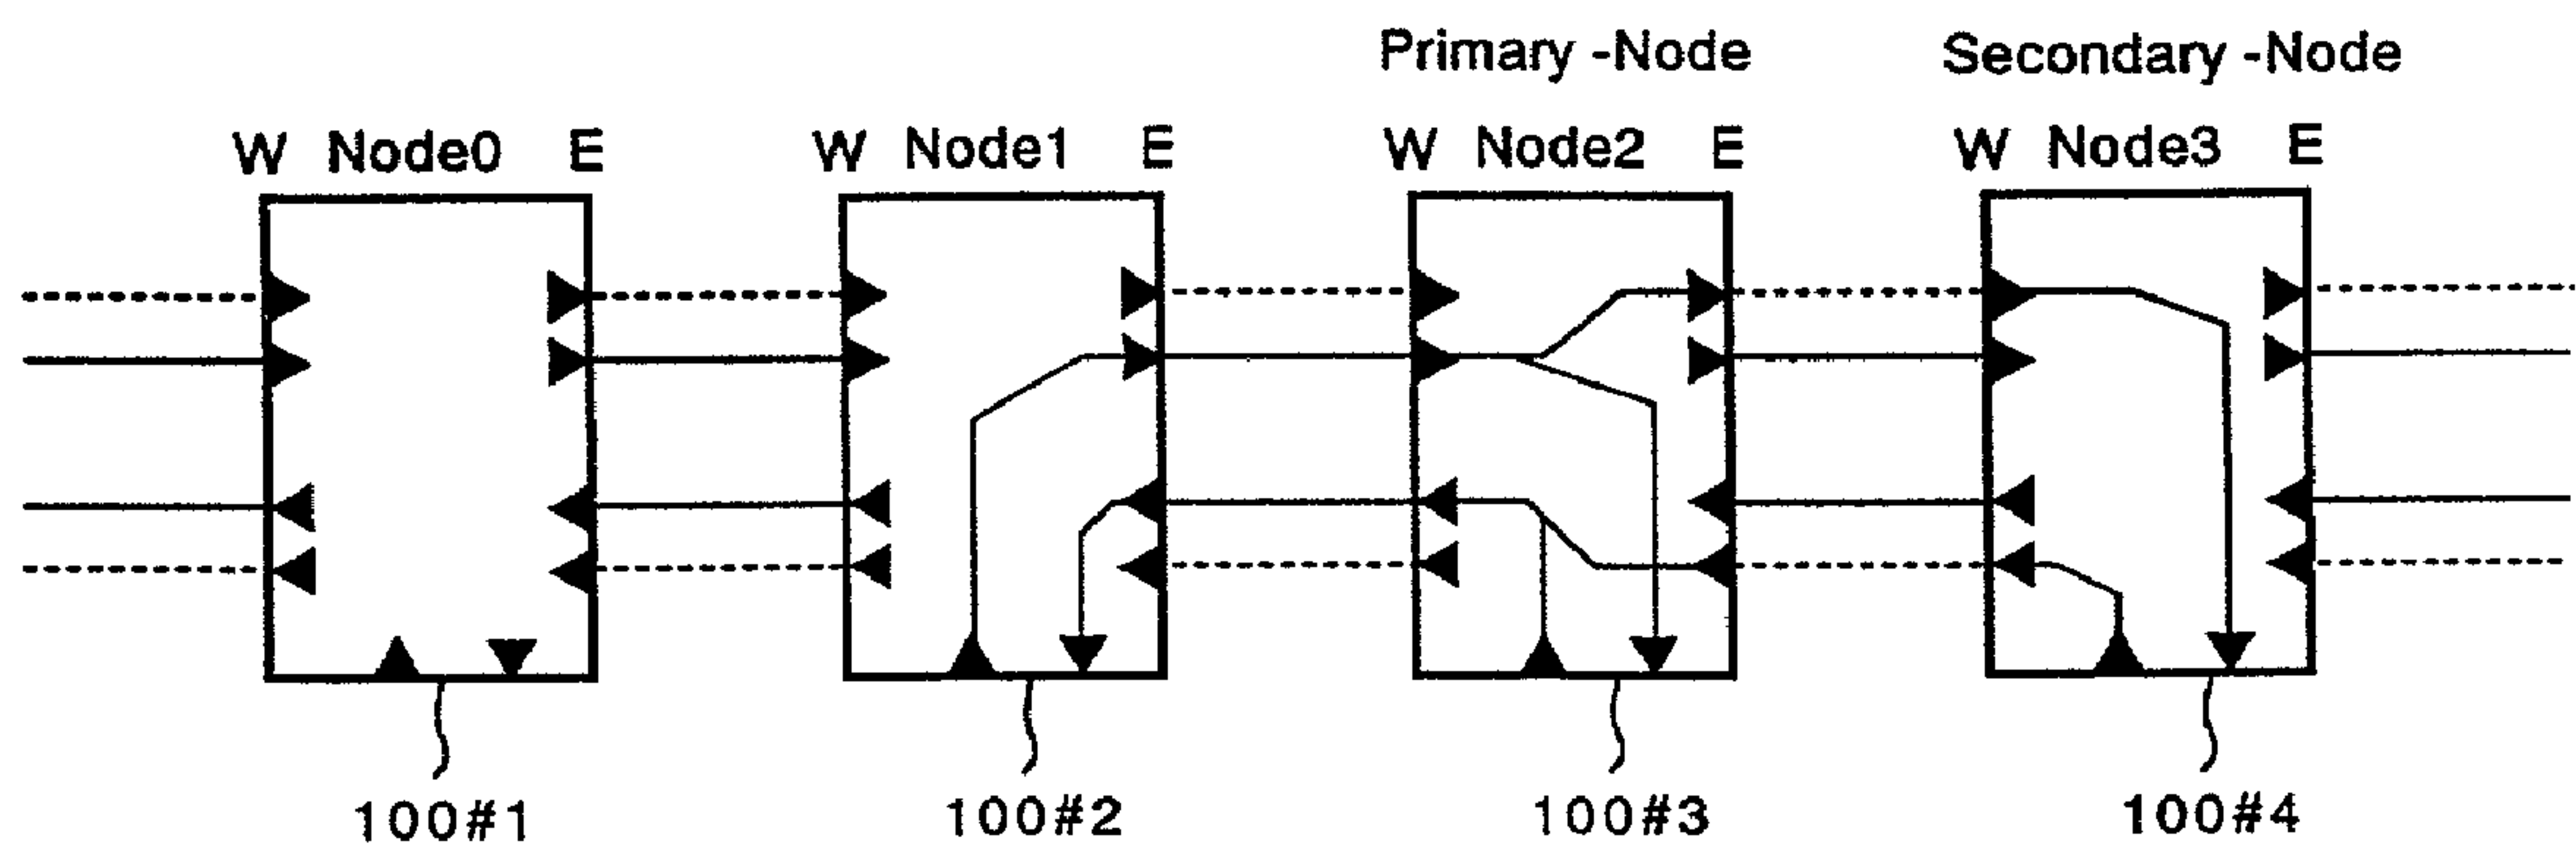 Primary -Node Secondary -Node
W Node0 E W Node1 E W Node2 E W Node3 E
100#1 100#2 100#3 100#4